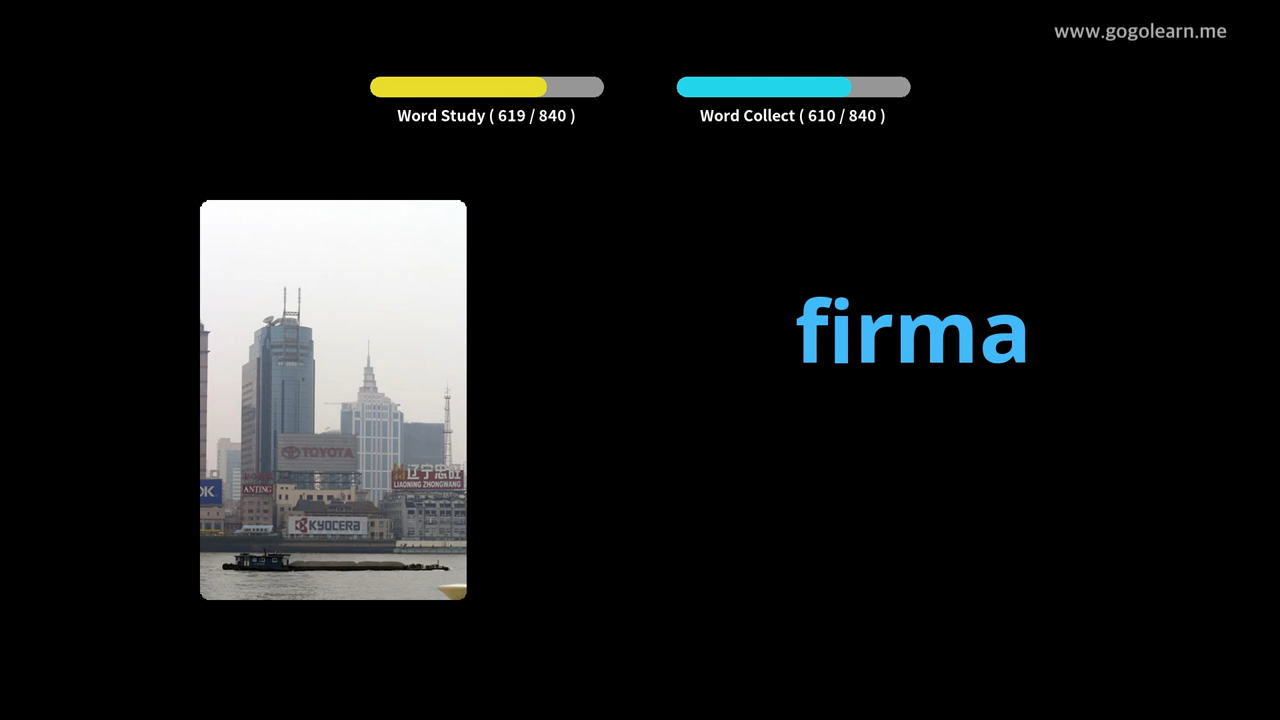 www.gogolearn.me
Word Study ( 619 / 840 )
Word Collect ( 610 / 840 )
firma
TOYOTA
辽宁忠旺
LIAONING ZHONGWANG
OK
ANTING
KYOCERA